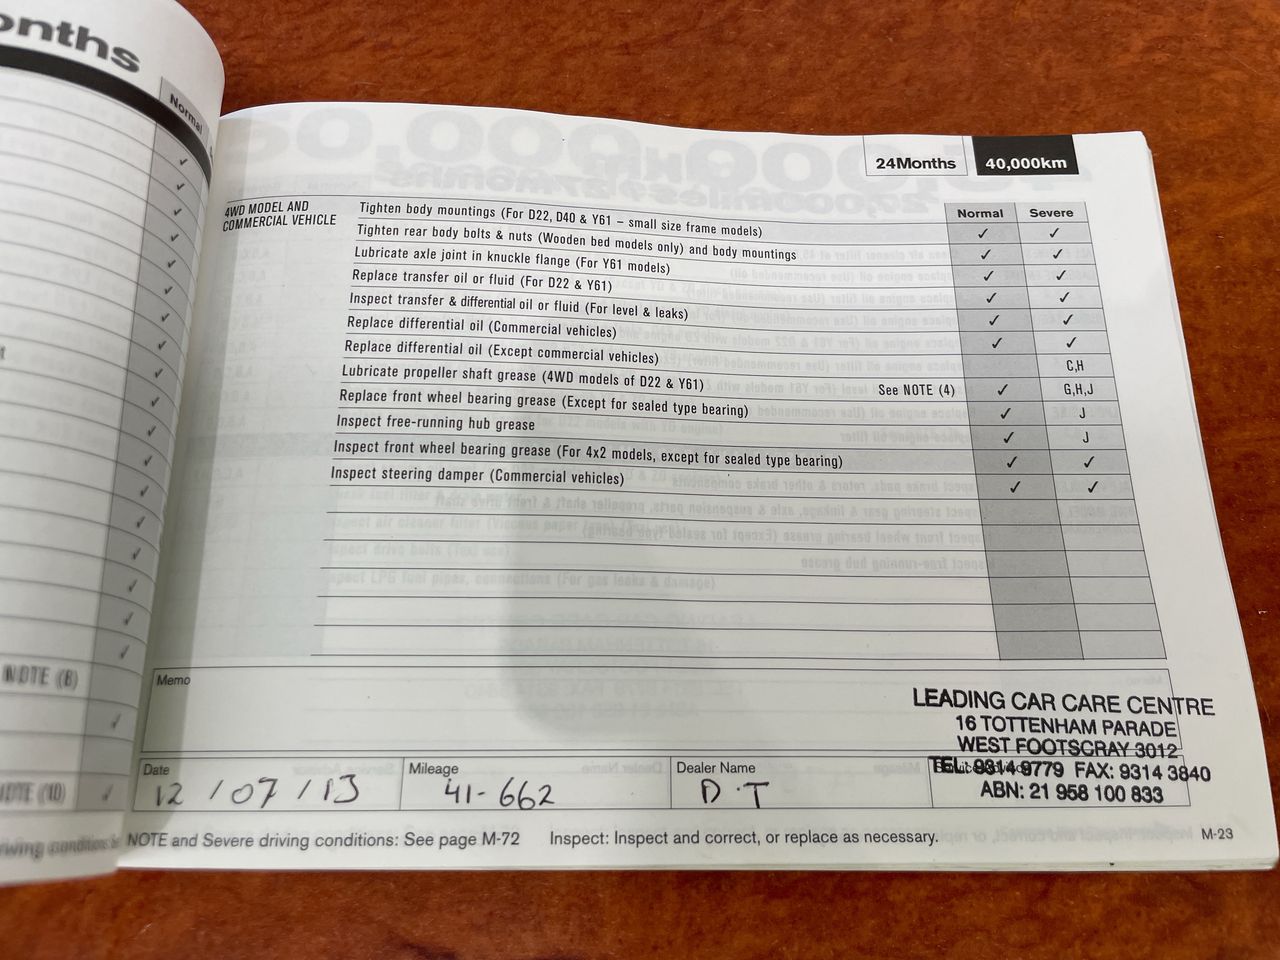 onths
Normal
NOTE (8)
NOTE (10)
24Months 40,000km
Normal Severe
4WD MODEL AND
COMMERCIAL VEHICLE
Tighten body mountings (For D22, D40 & Y61 – small size frame models) ✓ ✓
Tighten rear body bolts & nuts (Wooden bed models only) and body mountings ✓ ✓
Lubricate axle joint in knuckle flange (For Y61 models) ✓ ✓
Replace transfer oil or fluid (For D22 & Y61) ✓ ✓
Inspect transfer & differential oil or fluid (For level & leaks) ✓ ✓
Replace differential oil (Commercial vehicles) ✓ ✓
Replace differential oil (Except commercial vehicles) C,H
Lubricate propeller shaft grease (4WD models of D22 & Y61) See NOTE (4) ✓ G,H,J
Replace front wheel bearing grease (Except for sealed type bearing) ✓ J
Inspect free-running hub grease ✓ J
Inspect front wheel bearing grease (For 4x2 models, except for sealed type bearing) ✓ ✓
Inspect steering damper (Commercial vehicles) ✓ ✓
Memo
LEADING CAR CARE CENTRE
16 TOTTENHAM PARADE
WEST FOOTSCRAY 3012
TEL: 9314 9779 FAX: 9314 3840
ABN: 21 958 100 833
Date
12 / 07 / 13
Mileage
41-662
Dealer Name
D.T
NOTE and Severe driving conditions: See page M-72 Inspect: Inspect and correct, or replace as necessary. M-23